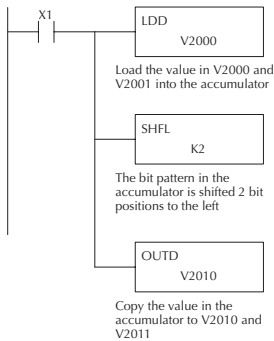 X1
LDD
V2000
Load the value in V2000 and
V2001 into the accumulator
SHFL
K2
The bit pattern in the
accumulator is shifted 2 bit
positions to the left
OUTD
V2010
Copy the value in the
accumulator to V2010 and
V2011